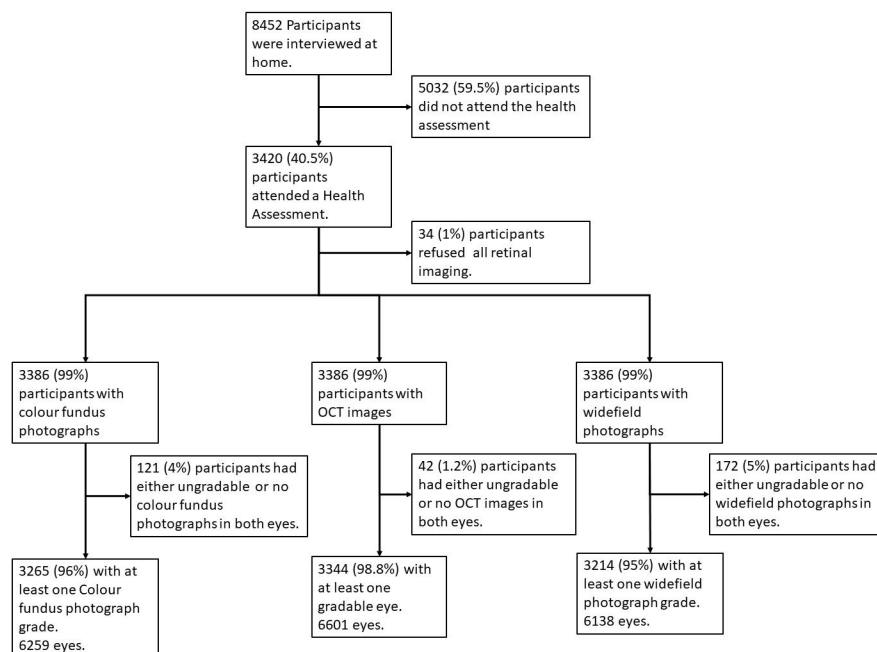 8452 Participants
were interviewed at
home.
5032 (59.5%) participants
did not attend the health
assessment
3420 (40.5%)
participants
attended a Health
Assessment.
34 (1%) participants
refused all retinal
imaging.
3386 (99%)
participants with
colour fundus
photographs
3386 (99%)
participants with
OCT images
3386 (99%)
participants with
widefield
photographs
121 (4%) participants had
either ungradable or no
colour fundus
photographs in both eyes.
42 (1.2%) participants
had either ungradable
or no OCT images in
both eyes.
172 (5%) participants had
either ungradable or no
widefield photographs in
both eyes.
3265 (96%) with at
least one Colour
fundus photograph
grade.
6259 eyes.
3344 (98.8%) with
at least one
gradable eye.
6601 eyes.
3214 (95%) with at
least one widefield
photograph grade.
6138 eyes.